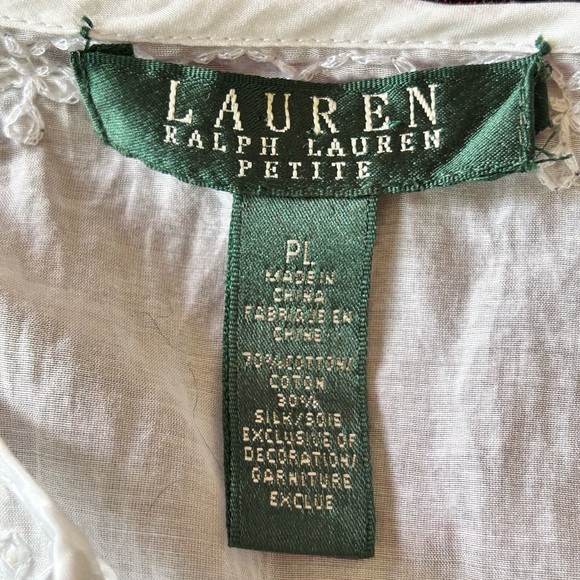 LAUREN
RALPH LAUREN
PETITE
PL
MADE IN
CHINA
FABRIQUE EN
CHINE
70% COTTON/
COTON
30%
SILK/SOIE
EXCLUSIVE OF
DECORATION/
GARNITURE
EXCLUE